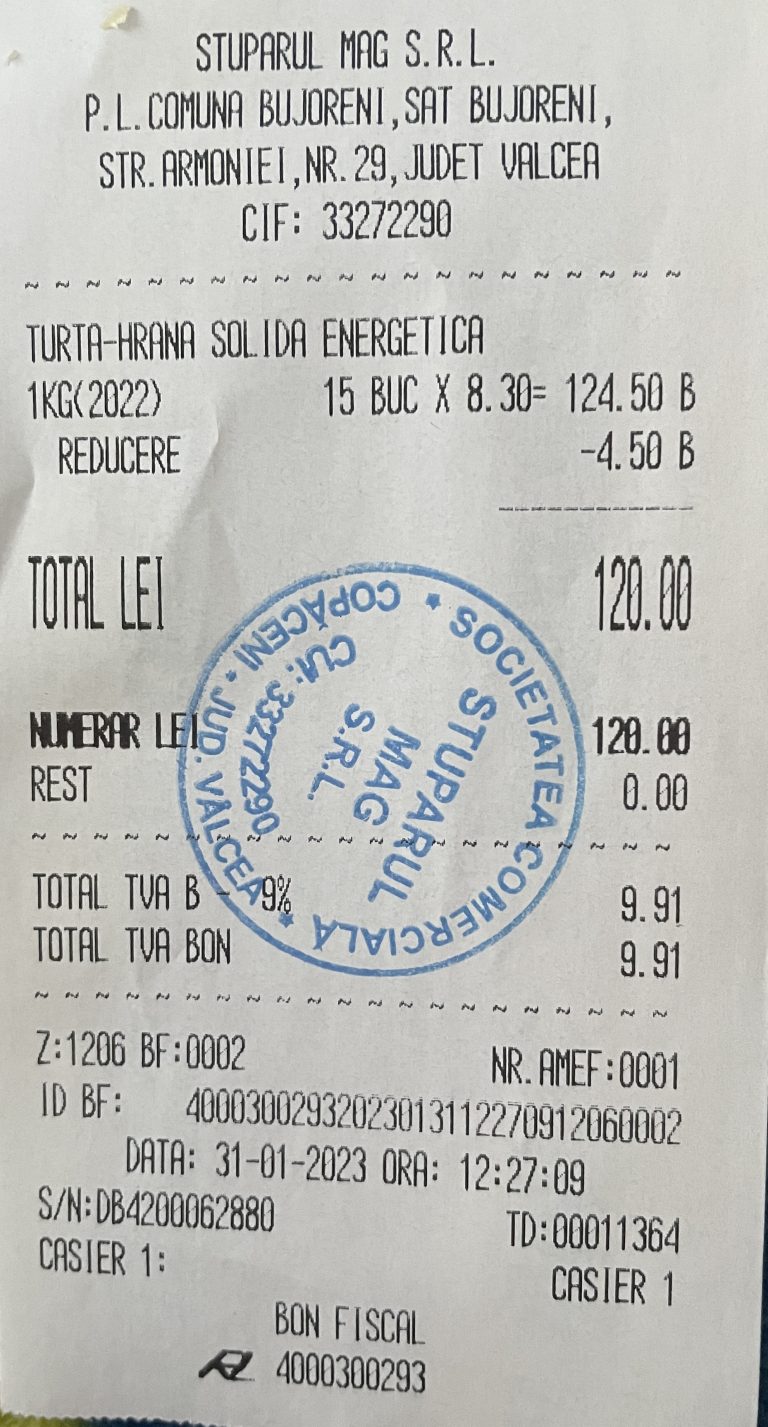 STUPARUL MAG S.R.L.
P.L.COMUNA BUJORENI,SAT BUJORENI,
STR.ARMONIEI,NR.29,JUDET VALCEA
CIF: 33272290
~ ~ ~ ~ ~ ~ ~ ~ ~ ~ ~ ~ ~ ~ ~ ~ ~ ~ ~ ~ ~ ~
TURTA-HRANA SOLIDA ENERGETICA
1KG(2022) 15 BUC X 8.30= 124.50 B
REDUCERE -4.50 B
TOTAL LEI 120.00
NUMERAR LEI 120.00
REST 0.00
~ ~ ~ ~ ~ ~ ~ ~ ~ ~ ~ ~ ~ ~ ~ ~ ~ ~ ~ ~ ~ ~
TOTAL TVA B - 9% 9.91
TOTAL TVA BON 9.91
~ ~ ~ ~ ~ ~ ~ ~ ~ ~ ~ ~ ~ ~ ~ ~ ~ ~ ~ ~ ~ ~
Z:1206 BF:0002 NR.AMEF:0001
ID BF: 40003002932023013112270912060002
DATA: 31-01-2023 ORA: 12:27:09
S/N:DB4200062880 TD:00011364
CASIER 1: CASIER 1
BON FISCAL
4000300293
* SOCIETATEA COMERCIALĂ *
COPĂCENI • JUD. VÂLCEA
STUPARUL
MAG
S.R.L.
CUI: 33272290